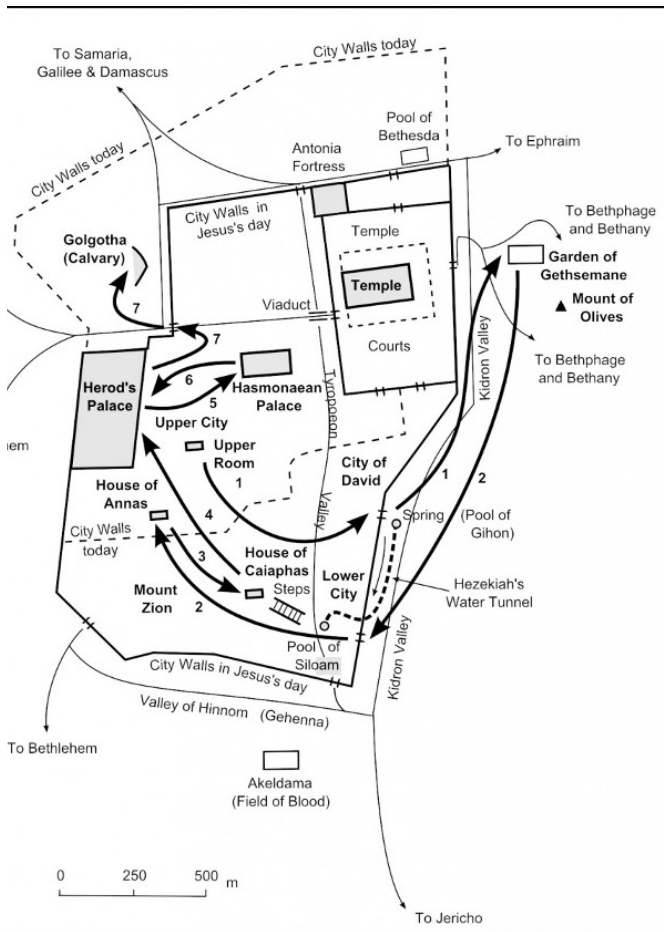 City Walls today
To Samaria,
Galilee & Damascus
Pool of
Bethesda
To Ephraim
Antonia
Fortress
City Walls today
City Walls in
Jesus's day
To Bethphage
and Bethany
Golgotha
(Calvary)
Temple
Garden of
Gethsemane
Temple
Mount of
Olives
7
Viaduct
7
Courts
Kidron Valley
To Bethphage
and Bethany
6
Herod's
Palace
5
Hasmonaean
Palace
Tyropoeon
Valley
Upper City
Upper
Room
hem
City of
David
1
2
House of
Annas
1
4
Spring
(Pool of
Gihon)
City Walls
today
3
House of
Caiaphas
Steps
Lower
City
Hezekiah's
Water Tunnel
Mount
Zion
2
Pool of
Siloam
Kidron Valley
City Walls in Jesus's day
Valley of Hinnom (Gehenna)
To Bethlehem
Akeldama
(Field of Blood)
0 250 500 m
To Jericho